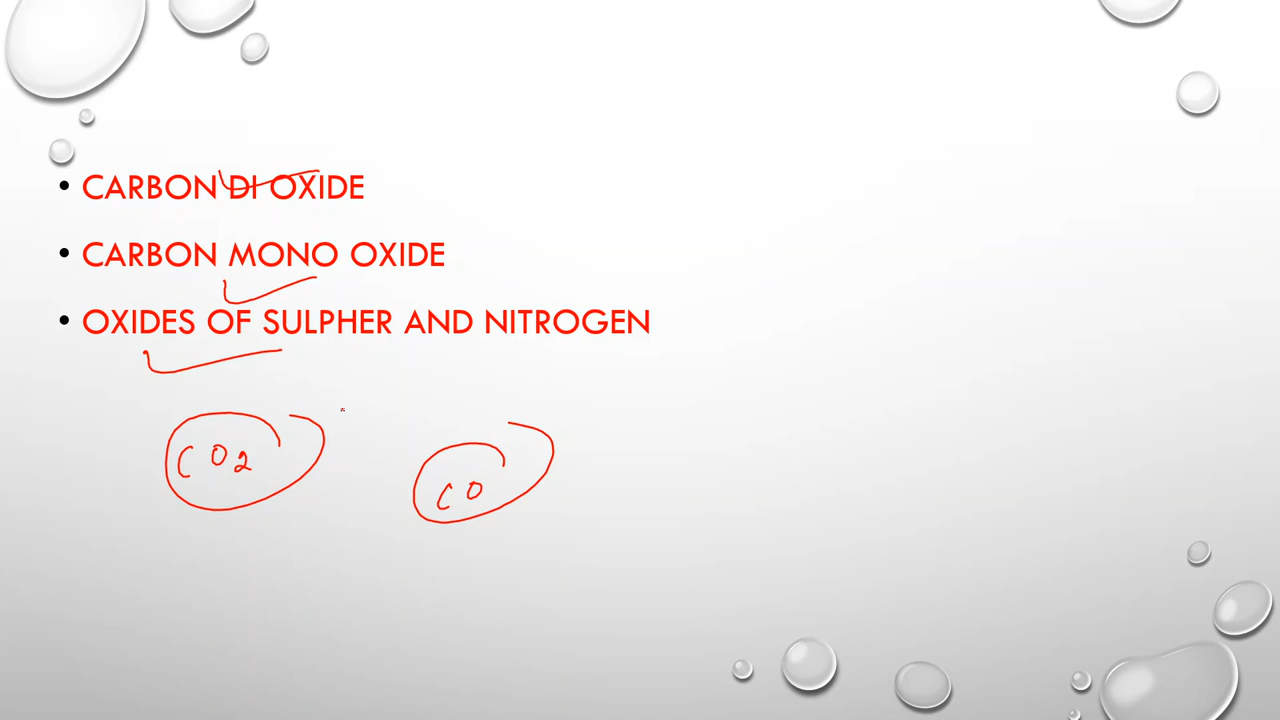 • CARBON DI OXIDE
• CARBON MONO OXIDE
• OXIDES OF SULPHER AND NITROGEN
CO2
CO